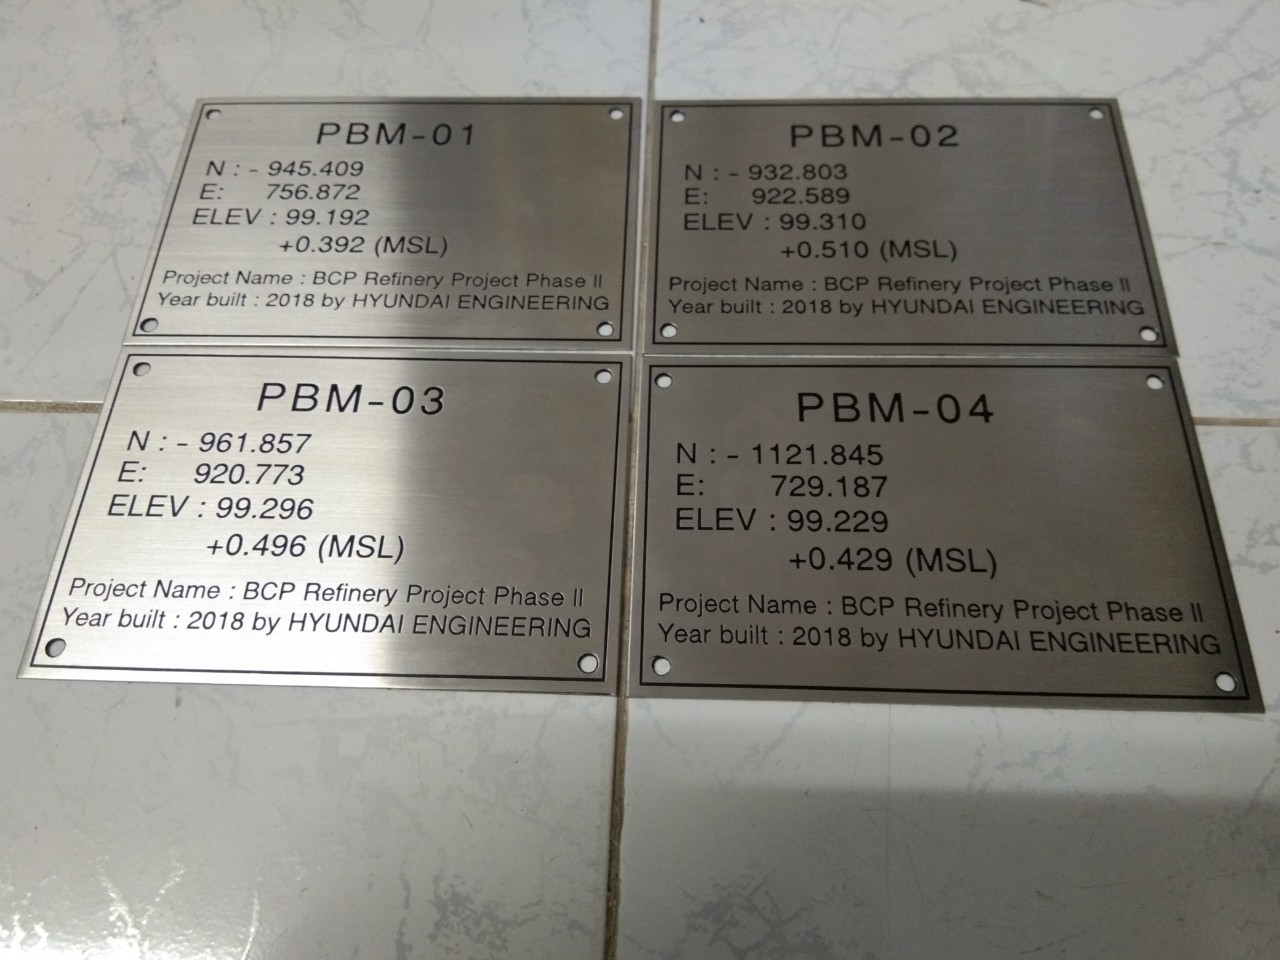 PBM-01
N : - 945.409
E: 756.872
ELEV : 99.192
+0.392 (MSL)
Project Name : BCP Refinery Project Phase II
Year built : 2018 by HYUNDAI ENGINEERING
PBM-02
N : - 932.803
E: 922.589
ELEV : 99.310
+0.510 (MSL)
Project Name : BCP Refinery Project Phase II
Year built : 2018 by HYUNDAI ENGINEERING
PBM-03
N : - 961.857
E: 920.773
ELEV : 99.296
+0.496 (MSL)
Project Name : BCP Refinery Project Phase II
Year built : 2018 by HYUNDAI ENGINEERING
PBM-04
N : - 1121.845
E: 729.187
ELEV : 99.229
+0.429 (MSL)
Project Name : BCP Refinery Project Phase II
Year built : 2018 by HYUNDAI ENGINEERING